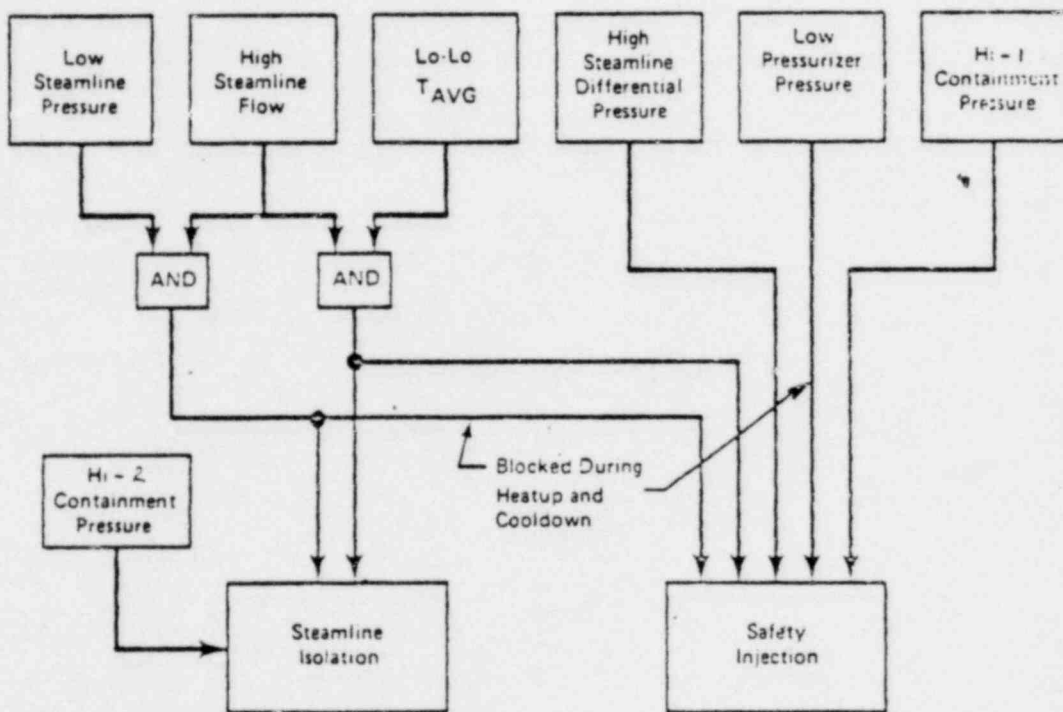 Low
Steamline
Pressure
High
Steamline
Flow
Lo-Lo
TAVG
High
Steamline
Differential
Pressure
Low
Pressurizer
Pressure
Hi - 1
Containment
Pressure
AND
AND
Blocked During
Heatup and
Cooldown
Hi - 2
Containment
Pressure
Steamline
Isolation
Safety
Injection